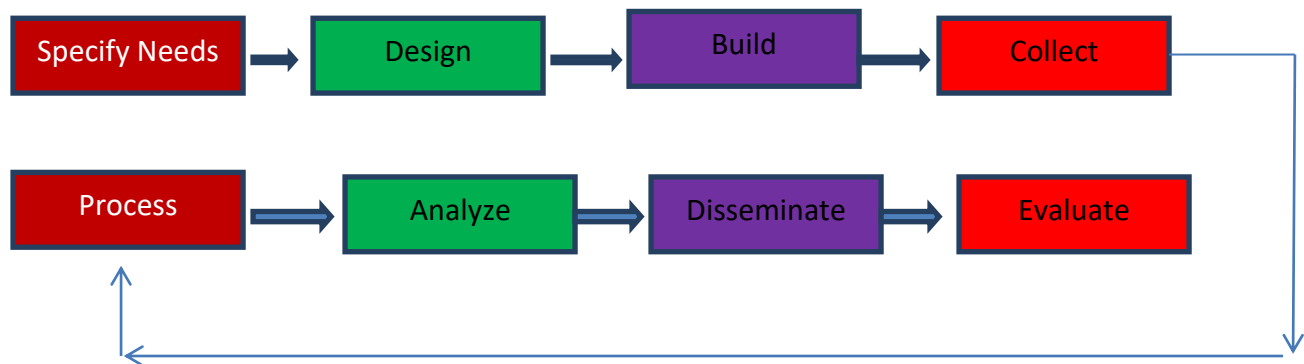 Specify Needs
Design
Build
Collect
Process
Analyze
Disseminate
Evaluate